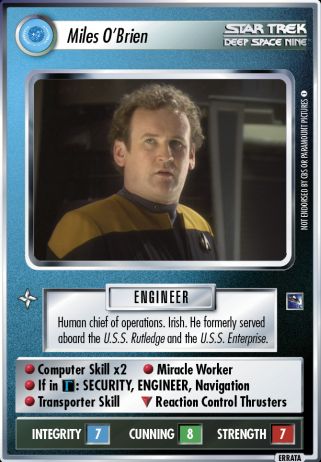 Miles O'Brien
STAR TREK
DEEP SPACE NINE
NOT ENDORSED BY CBS OR PARAMOUNT PICTURES
ENGINEER
Human chief of operations. Irish. He formerly served
aboard the U.S.S. Rutledge and the U.S.S. Enterprise.
Computer Skill x2 Miracle Worker
If in : SECURITY, ENGINEER, Navigation
Transporter Skill Reaction Control Thrusters
INTEGRITY 7 CUNNING 8 STRENGTH 7
ERRATA